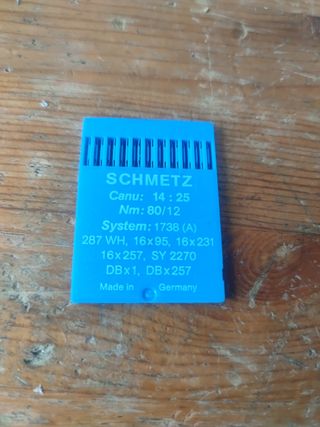 SCHMETZ
Canu: 14 : 25
Nm: 80/12
System: 1738 (A)
287 WH, 16x95, 16x231
16x257, SY 2270
DBx1, DBx257
Made in Germany